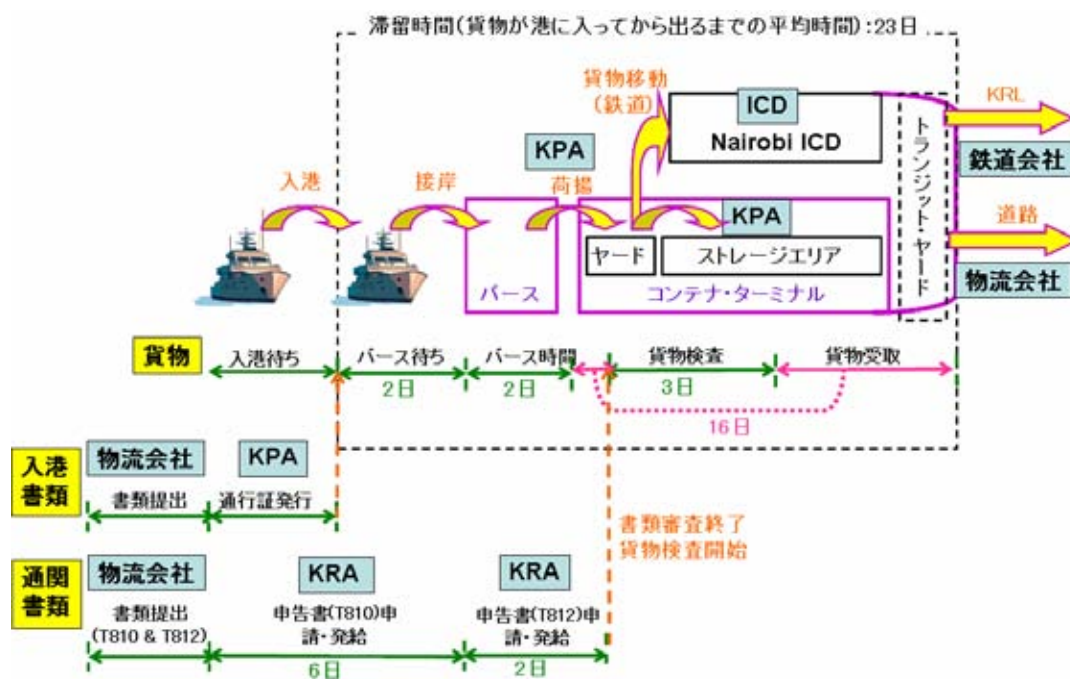 滞留時間(貨物が港に入ってから出るまでの平均時間):23日
貨物移動
(鉄道)
ICD
Nairobi ICD
KRL
鉄道会社
KPA
入港
接岸
荷揚
KPA
トランジット・ヤード
道路
ヤード
ストレージエリア
物流会社
バース
コンテナ・ターミナル
貨物
入港待ち
バース待ち
バース時間
貨物検査
貨物受取
2日
2日
3日
16日
入港
書類
物流会社
KPA
書類提出
通行証発行
書類審査終了
貨物検査開始
通関
書類
物流会社
KRA
KRA
書類提出
(T810 & T812)
申告書(T810)申
請・発給
申告書(T812)申
請・発給
6日
2日